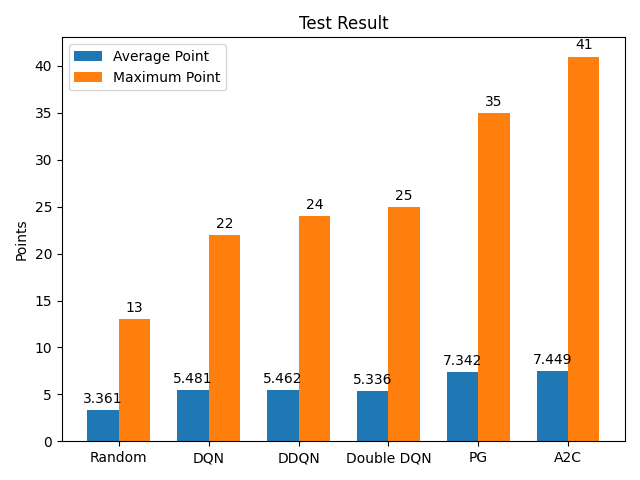 Test Result
Average Point
Maximum Point
Points
40
35
30
25
20
15
10
5
0
3.361
13
5.481
22
5.462
24
5.336
25
7.342
35
7.449
41
Random
DQN
DDQN
Double DQN
PG
A2C